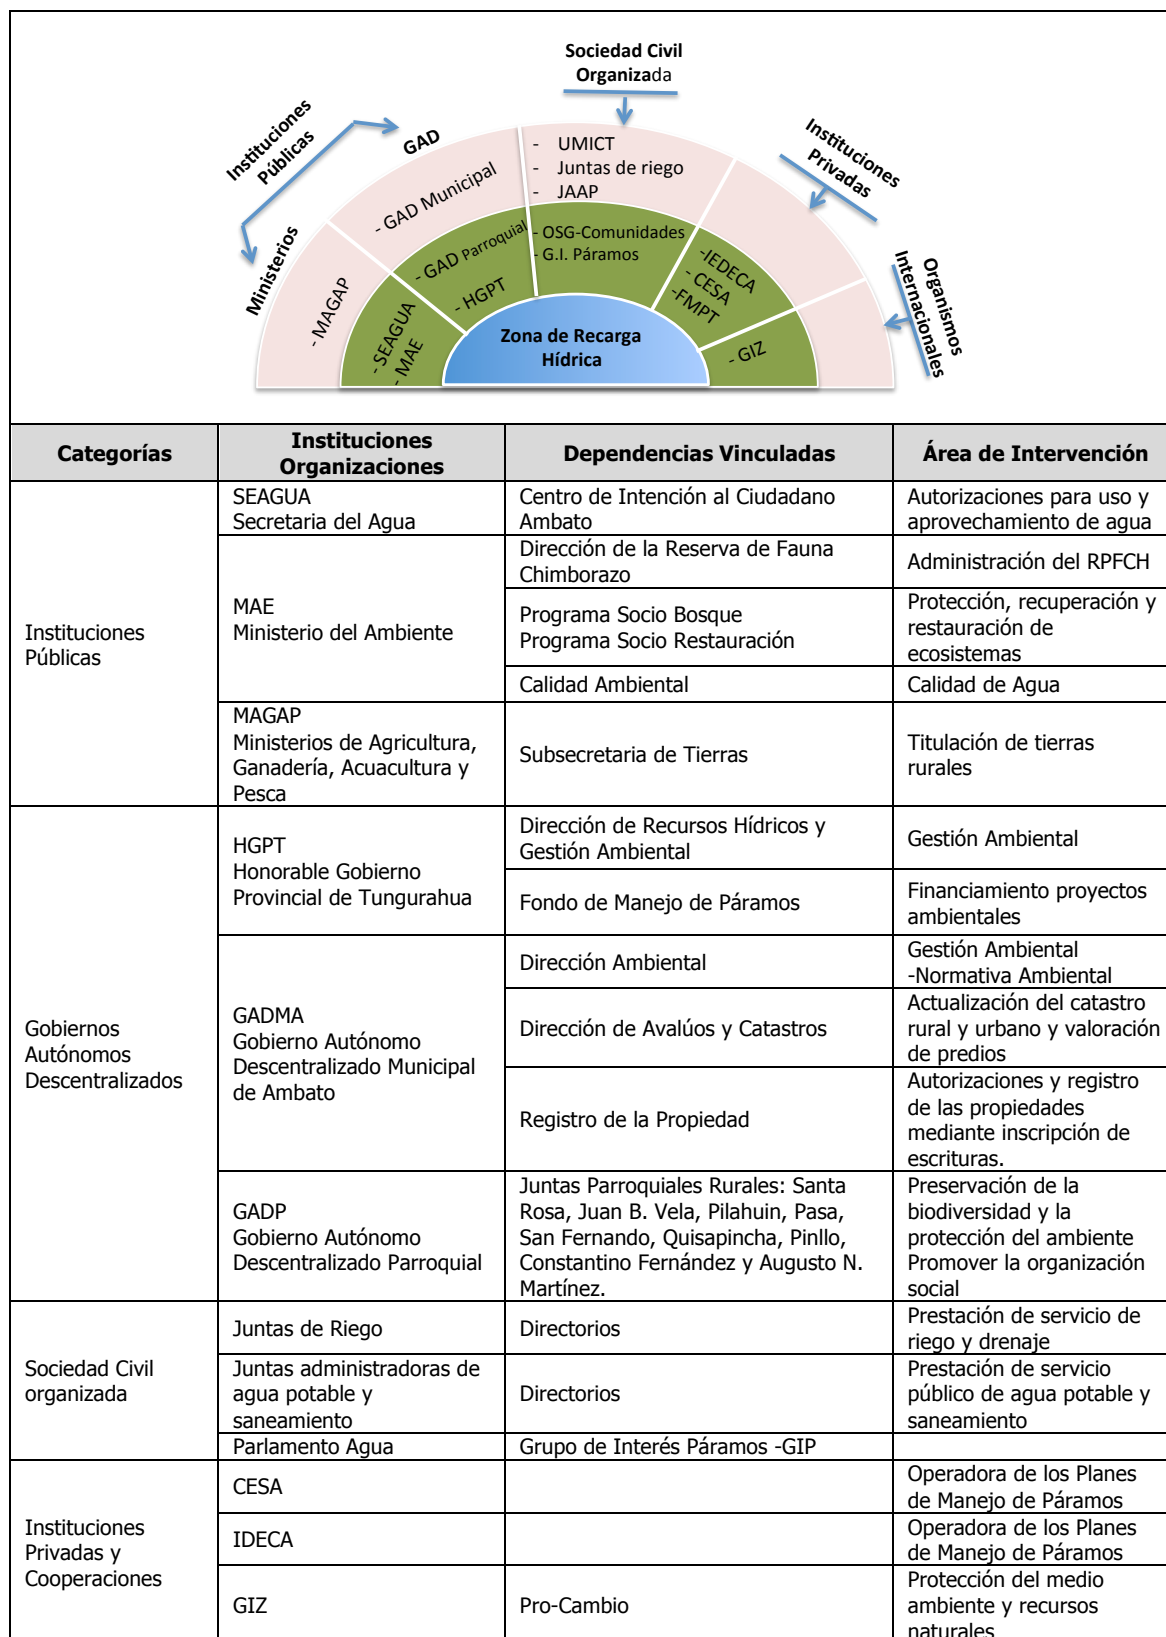 Sociedad Civil
Organizada
Instituciones
Públicas
GAD
Ministerios
Instituciones
Privadas
Organismos
Internacionales
- MAGAP
- GAD Municipal
- UMICT
- Juntas de riego
- JAAP
- SEAGUA
- MAE
- GAD Parroquial
- HGPT
- OSG-Comunidades
- G.I. Páramos
-IEDECA
- CESA
-FMPT
- GIZ
Zona de Recarga
Hídrica
Categorías
Instituciones
Organizaciones
Dependencias Vinculadas
Área de Intervención
Instituciones
Públicas
SEAGUA
Secretaria del Agua
Centro de Intención al Ciudadano
Ambato
Autorizaciones para uso y
aprovechamiento de agua
MAE
Ministerio del Ambiente
Dirección de la Reserva de Fauna
Chimborazo
Administración del RPFCH
Programa Socio Bosque
Programa Socio Restauración
Protección, recuperación y
restauración de
ecosistemas
Calidad Ambiental
Calidad de Agua
MAGAP
Ministerios de Agricultura,
Ganadería, Acuacultura y
Pesca
Subsecretaria de Tierras
Titulación de tierras
rurales
Gobiernos
Autónomos
Descentralizados
HGPT
Honorable Gobierno
Provincial de Tungurahua
Dirección de Recursos Hídricos y
Gestión Ambiental
Gestión Ambiental
Fondo de Manejo de Páramos
Financiamiento proyectos
ambientales
GADMA
Gobierno Autónomo
Descentralizado Municipal
de Ambato
Dirección Ambiental
Gestión Ambiental
-Normativa Ambiental
Dirección de Avalúos y Catastros
Actualización del catastro
rural y urbano y valoración
de predios
Registro de la Propiedad
Autorizaciones y registro
de las propiedades
mediante inscripción de
escrituras.
GADP
Gobierno Autónomo
Descentralizado Parroquial
Juntas Parroquiales Rurales: Santa
Rosa, Juan B. Vela, Pilahuin, Pasa,
San Fernando, Quisapincha, Pinllo,
Constantino Fernández y Augusto N.
Martínez.
Preservación de la
biodiversidad y la
protección del ambiente
Promover la organización
social
Sociedad Civil
organizada
Juntas de Riego
Directorios
Prestación de servicio de
riego y drenaje
Juntas administradoras de
agua potable y
saneamiento
Directorios
Prestación de servicio
público de agua potable y
saneamiento
Parlamento Agua
Grupo de Interés Páramos -GIP
Instituciones
Privadas y
Cooperaciones
CESA
Operadora de los Planes
de Manejo de Páramos
IDECA
Operadora de los Planes
de Manejo de Páramos
GIZ
Pro-Cambio
Protección del medio
ambiente y recursos
naturales